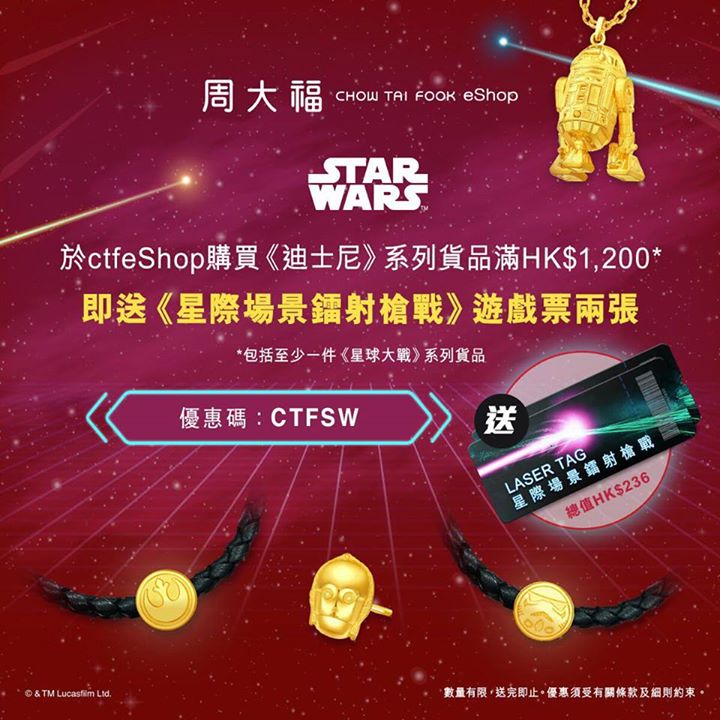 周大福 CHOW TAI FOOK eShop
STAR
WARS
TM
於ctfeShop購買《迪士尼》系列貨品滿HK$1,200*
即送《星際場景鐳射槍戰》遊戲票兩張
*包括至少一件《星球大戰》系列貨品
優惠碼：CTFSW
送
LASER TAG
星際場景鐳射槍戰
總值HK$236
© & TM Lucasfilm Ltd.
數量有限，送完即止。優惠須受有關條款及細則約束。